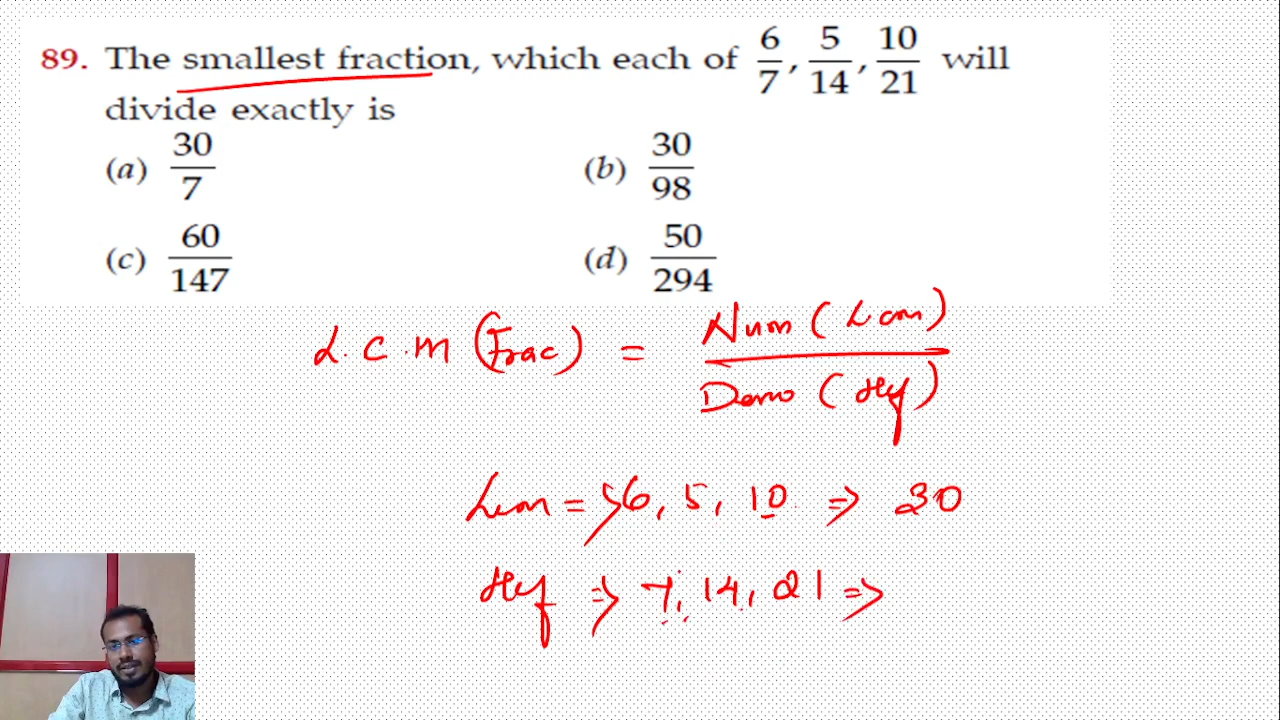 89. The smallest fraction, which each of 6/7, 5/14, 10/21 will
divide exactly is
(a) 30/7 (b) 30/98
(c) 60/147 (d) 50/294
L.C.M (Frac) = Num (Lcm) / Deno (Hcf)
Lcm => 6, 5, 10 => 30
Hcf => 7, 14, 21 =>